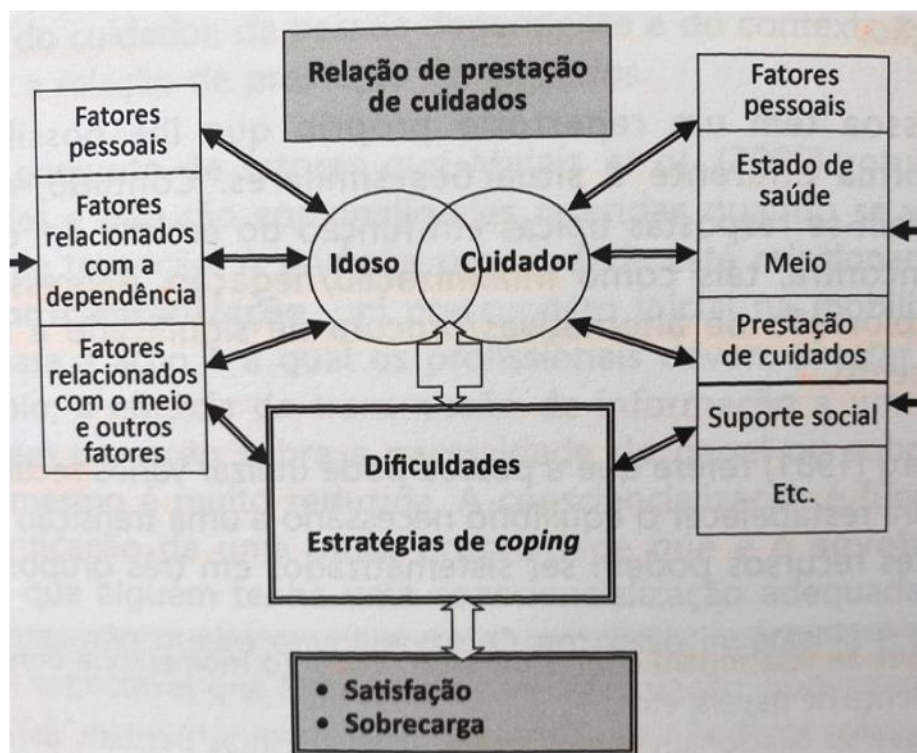 Relação de prestação
de cuidados
Fatores
pessoais
Fatores
relacionados
com a
dependência
Fatores
relacionados
com o meio
e outros
fatores
Idoso
Cuidador
Fatores
pessoais
Estado de
saúde
Meio
Prestação
de cuidados
Suporte social
Etc.
Dificuldades
Estratégias de coping
• Satisfação
• Sobrecarga